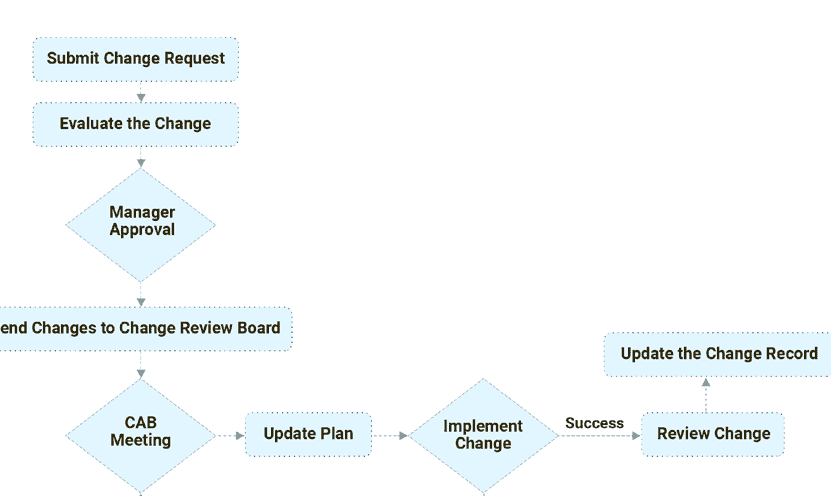 Submit Change Request
Evaluate the Change
Manager
Approval
end Changes to Change Review Board
Update the Change Record
CAB
Meeting
Update Plan
Implement
Change
Success
Review Change